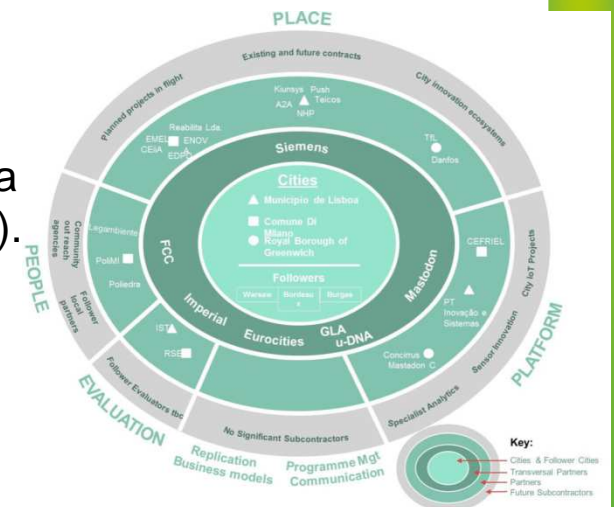 PLACE
Existing and future contracts
Planned projects in flight
City innovation ecosystems
Kiunsys Push
A2A Teicos
NHP
Reabilita Lda.
EMEL ENOV
A
CEIIA EDPD
TfL
Danfos
a
).
Siemens
Cities
Municipio de Lisboa
Comune Di
Milano
Royal Borough of
Greenwich
Followers
Warsaw
Bordeau
x
Burgas
FCC
Imperial
Eurocities
GLA
u-DNA
Mastodon
PEOPLE
Community
out reach
agencies
Follower
local
partners
Legambiente
PoliMI
Poliedra
CEFRIEL
PT
Inovação e
Sistemas
City IoT Projects
Sensor Innovation
Specialist Analytics
PLATFORM
Concirrus
Mastadon C
IST
RSE
Follower Evaluators tbc
EVALUATION
No Significant Subcontractors
Replication
Business models
Programme Mgt
Communication
Key:
Cities & Follower Cities
Transversal Partners
Partners
Future Subcontractors